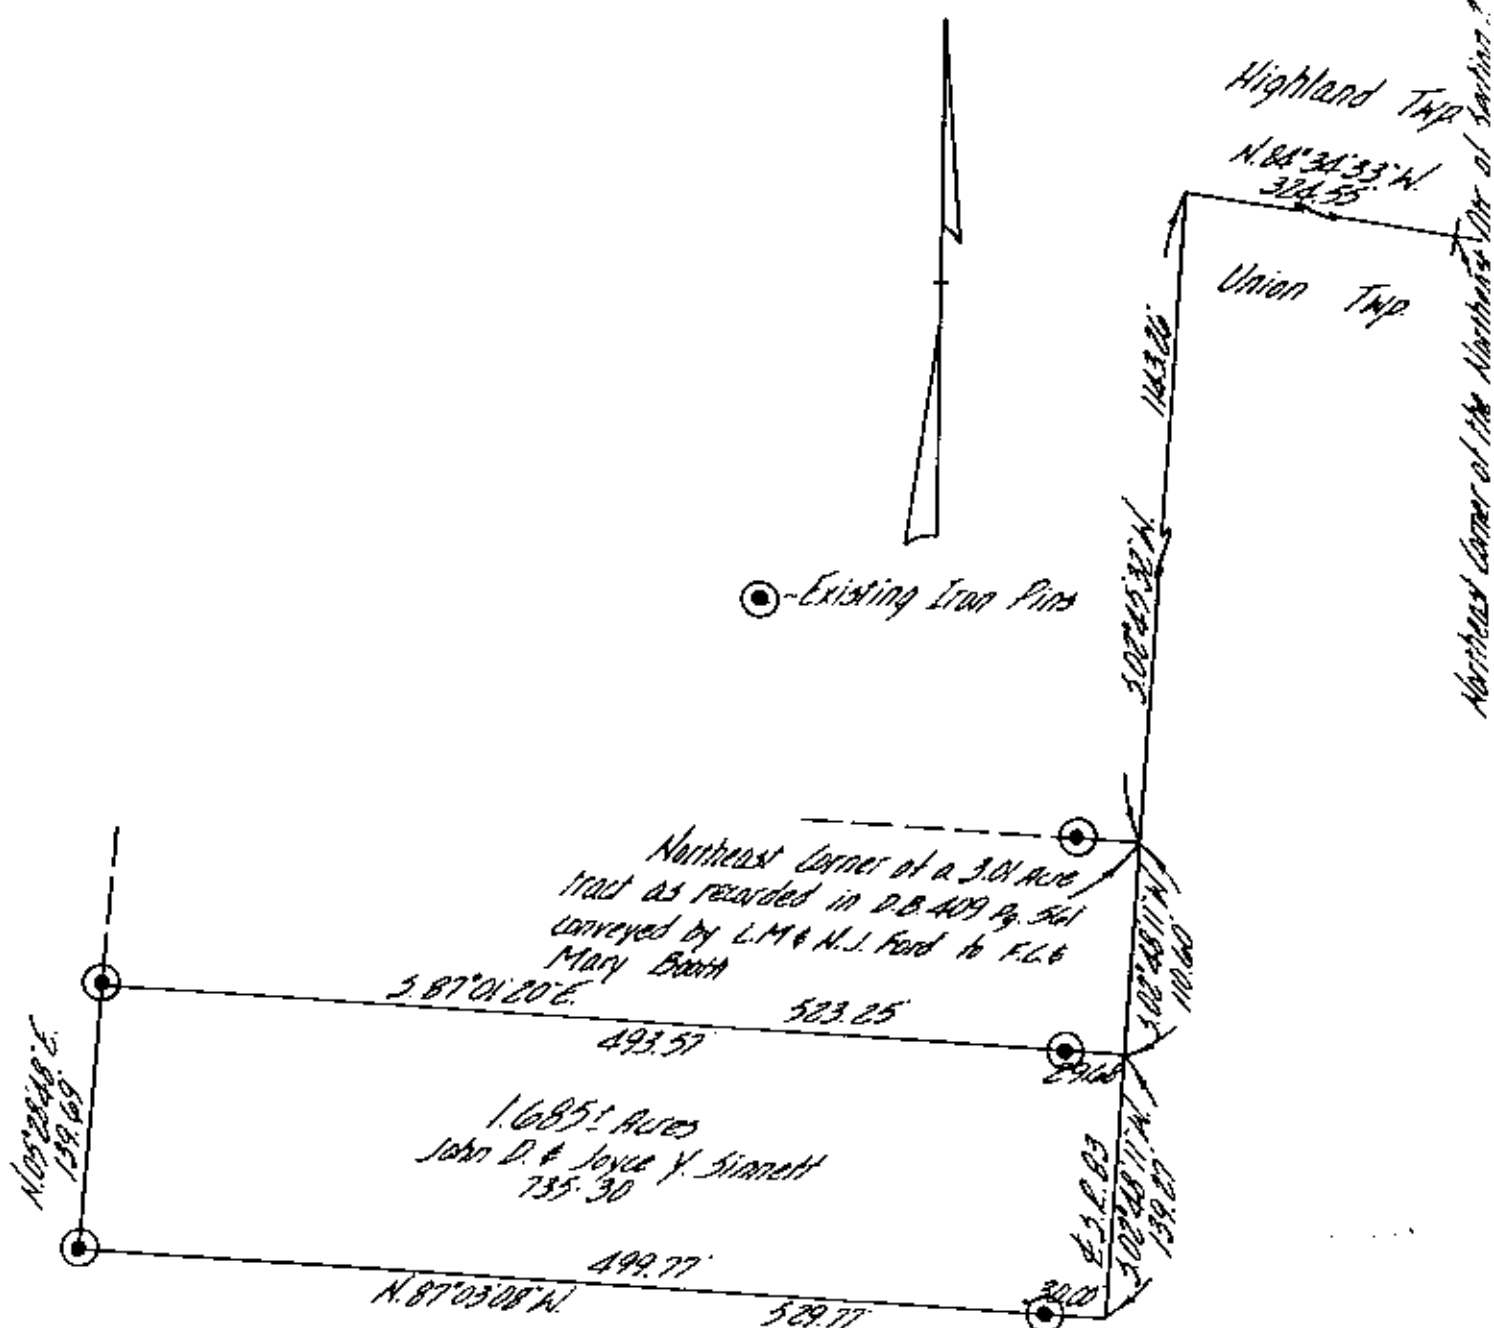 Highland Twp.
N.84°34'33"W.
324.55'
Union Twp.
Northeast Corner of the Northeast Qtr. of Section
1143.26'
S.02°45'32"W.
~Existing Iron Pins
Northeast Corner of a 3.01 Acre
tract as recorded in D.B. 409 Pg. 561
conveyed by L.M & N.J. Ford to F.C. &
Mary Booth
S.02°48'11"W.
110.60'
S.87°01'20"E.
523.25'
493.57'
29.68'
N.05°28'48"E.
139.69'
1.685± Acres
John D. & Joyce Y. Sinnett
735-30
℄ S.R. 83
S.02°48'11"W.
139.27'
499.77'
30.00'
N.87°03'08"W.
529.77'